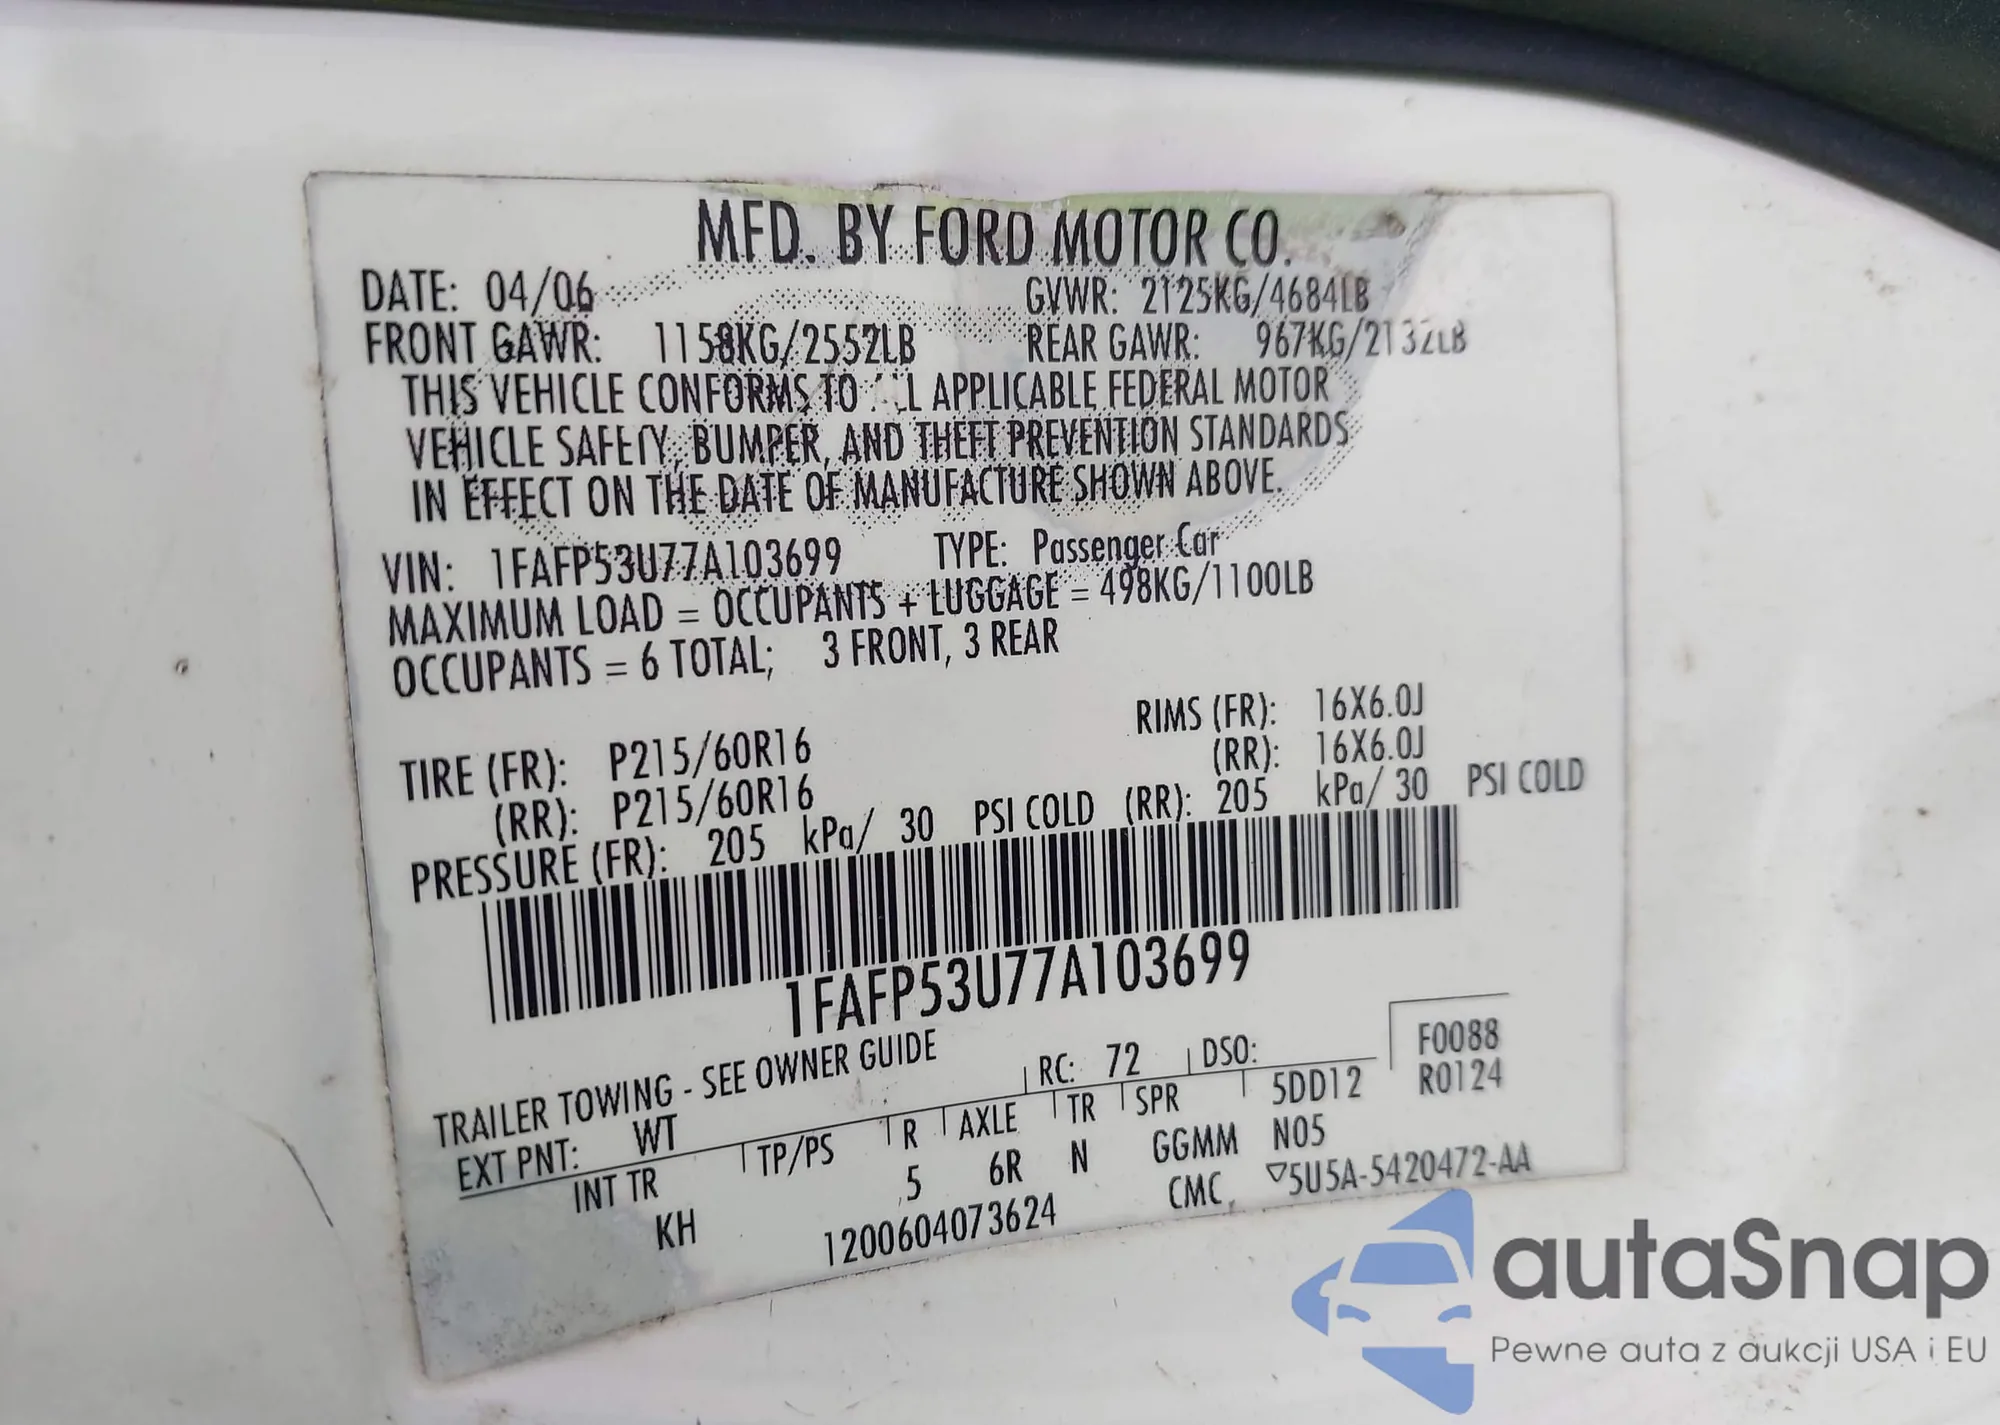 MFD. BY FORD MOTOR CO.
DATE: 04/06 GVWR: 2125KG/4684LB
FRONT GAWR: 1158KG/2552LB REAR GAWR: 967KG/2132LB
THIS VEHICLE CONFORMS TO APPLICABLE FEDERAL MOTOR
VEHICLE SAFETY, BUMPER, AND THEFT PREVENTION STANDARDS
IN EFFECT ON THE DATE OF MANUFACTURE SHOWN ABOVE.
VIN: 1FAFP53U77A103699 TYPE: Passenger Car
MAXIMUM LOAD = OCCUPANTS + LUGGAGE = 498KG/1100LB
OCCUPANTS = 6 TOTAL; 3 FRONT, 3 REAR
TIRE (FR): P215/60R16 RIMS (FR): 16X6.0J
(RR): P215/60R16 (RR): 16X6.0J
PRESSURE (FR): 205 kPa/ 30 PSI COLD (RR): 205 kPa/ 30 PSI COLD
1FAFP53U77A103699
TRAILER TOWING - SEE OWNER GUIDE
EXT PNT: WT RC: 72 DSO: F0088
INT TR TP/PS R AXLE TR SPR 5DD12 R0124
KH 5 6R N GGMM N05
1200604073624 CMC ▽5U5A-5420472-AA
autaSnap
Pewne auta z aukcji USA i EU